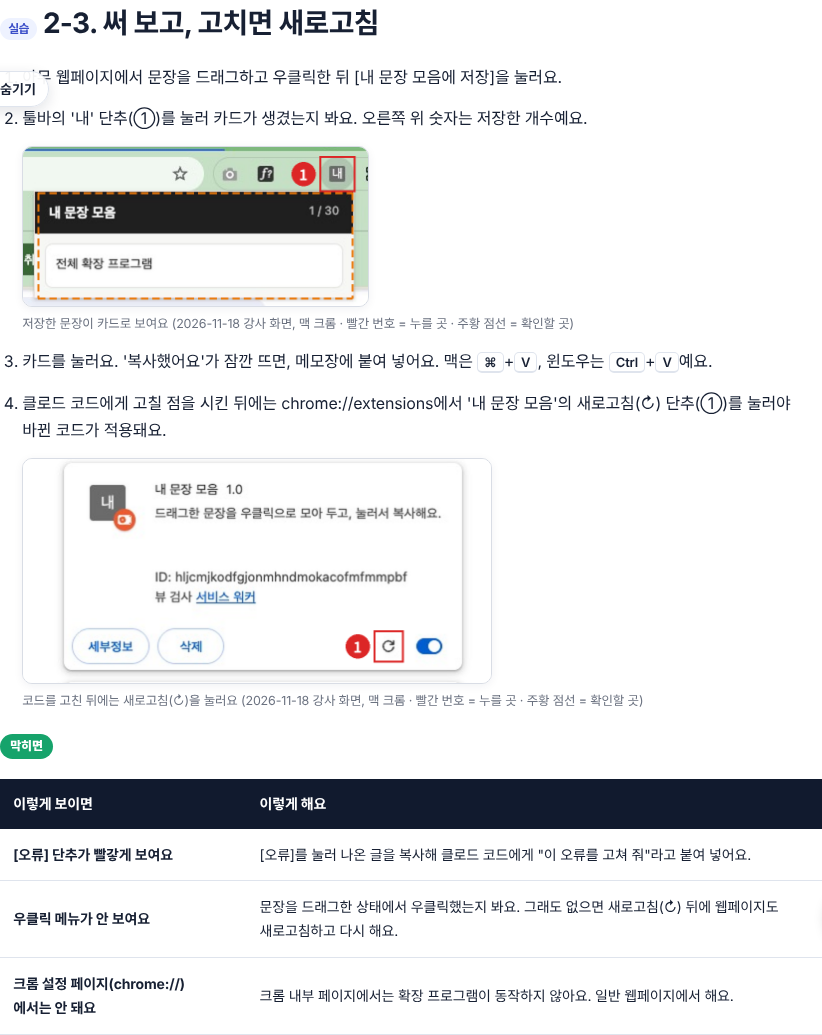 실습 2-3. 써 보고, 고치면 새로고침
웹페이지에서 문장을 드래그하고 우클릭한 뒤 [내 문장 모음에 저장]을 눌러요.
숨기기
2. 툴바의 '내' 단추(①)를 눌러 카드가 생겼는지 봐요. 오른쪽 위 숫자는 저장한 개수예요.
f? 1 내
내 문장 모음 1 / 30
취
전체 확장 프로그램
저장한 문장이 카드로 보여요 (2026-11-18 강사 화면, 맥 크롬 · 빨간 번호 = 누를 곳 · 주황 점선 = 확인할 곳)
3. 카드를 눌러요. '복사했어요'가 잠깐 뜨면, 메모장에 붙여 넣어요. 맥은 ⌘+V, 윈도우는 Ctrl+V예요.
4. 클로드 코드에게 고칠 점을 시킨 뒤에는 chrome://extensions에서 '내 문장 모음'의 새로고침(↻) 단추(①)를 눌러야
바뀐 코드가 적용돼요.
내 내 문장 모음 1.0
드래그한 문장을 우클릭으로 모아 두고, 눌러서 복사해요.
ID: hljcmjkodfgjonmhndmokacofmfmmpbf
뷰 검사 서비스 워커
세부정보 삭제 1
코드를 고친 뒤에는 새로고침(↻)을 눌러요 (2026-11-18 강사 화면, 맥 크롬 · 빨간 번호 = 누를 곳 · 주황 점선 = 확인할 곳)
막히면
이렇게 보이면 이렇게 해요
[오류] 단추가 빨갛게 보여요 [오류]를 눌러 나온 글을 복사해 클로드 코드에게 "이 오류를 고쳐 줘"라고 붙여 넣어요.
우클릭 메뉴가 안 보여요 문장을 드래그한 상태에서 우클릭했는지 봐요. 그래도 없으면 새로고침(↻) 뒤에 웹페이지도
새로고침하고 다시 해요.
크롬 설정 페이지(chrome://)
에서는 안 돼요 크롬 내부 페이지에서는 확장 프로그램이 동작하지 않아요. 일반 웹페이지에서 해요.